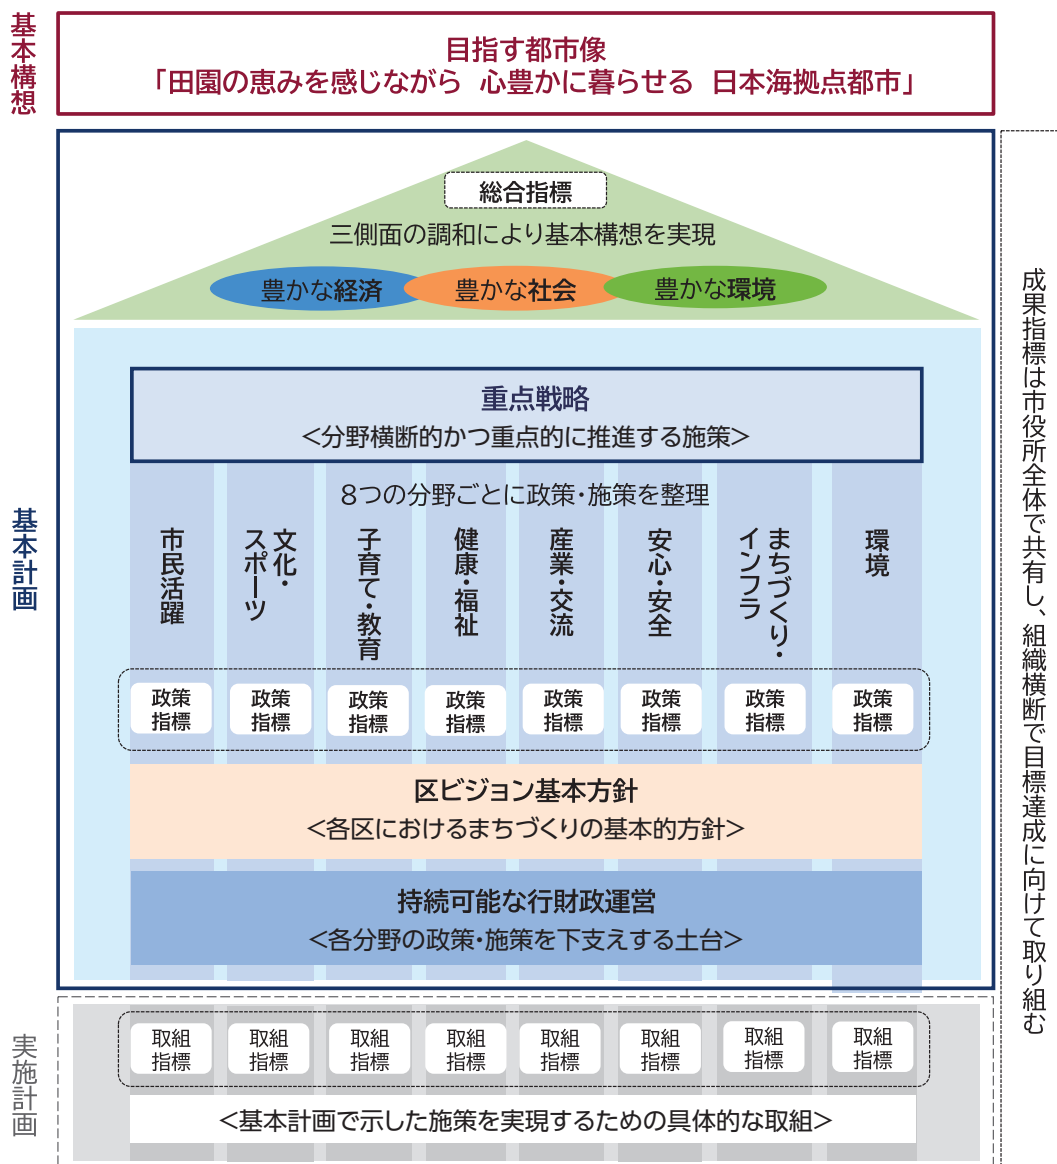 基本構想
目指す都市像
「田園の恵みを感じながら 心豊かに暮らせる 日本海拠点都市」
基本計画
総合指標
三側面の調和により基本構想を実現
豊かな経済
豊かな社会
豊かな環境
重点戦略
<分野横断的かつ重点的に推進する施策>
8つの分野ごとに政策・施策を整理
市民活躍
文化・
スポーツ
子育て・教育
健康・福祉
産業・交流
安心・安全
まちづくり・
インフラ
環境
政策
指標
政策
指標
政策
指標
政策
指標
政策
指標
政策
指標
政策
指標
政策
指標
区ビジョン基本方針
<各区におけるまちづくりの基本的方針>
持続可能な行財政運営
<各分野の政策・施策を下支えする土台>
実施計画
取組
指標
取組
指標
取組
指標
取組
指標
取組
指標
取組
指標
取組
指標
取組
指標
<基本計画で示した施策を実現するための具体的な取組>
成果指標は市役所全体で共有し、組織横断で目標達成に向けて取り組む